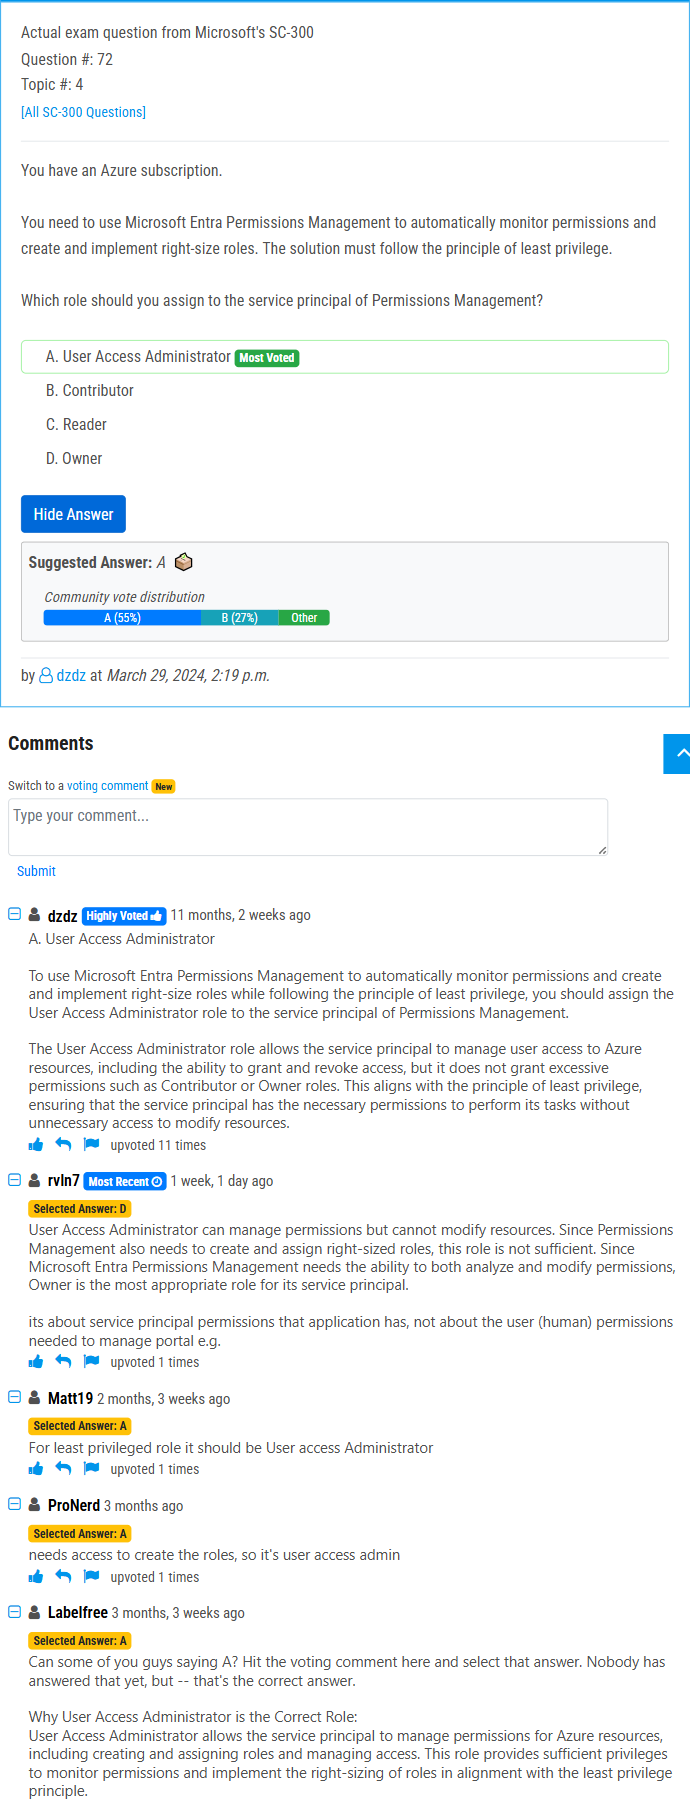 Actual exam question from Microsoft's SC-300
Question #: 72
Topic #: 4
[All SC-300 Questions]
You have an Azure subscription.
You need to use Microsoft Entra Permissions Management to automatically monitor permissions and
create and implement right-size roles. The solution must follow the principle of least privilege.
Which role should you assign to the service principal of Permissions Management?
A. User Access Administrator Most Voted
B. Contributor
C. Reader
D. Owner
Hide Answer
Suggested Answer: A
Community vote distribution
A (55%) B (27%) Other
by dzdz at March 29, 2024, 2:19 p.m.
Comments
Switch to a voting comment New
Type your comment...
Submit
dzdz Highly Voted 11 months, 2 weeks ago
A. User Access Administrator
To use Microsoft Entra Permissions Management to automatically monitor permissions and create
and implement right-size roles while following the principle of least privilege, you should assign the
User Access Administrator role to the service principal of Permissions Management.
The User Access Administrator role allows the service principal to manage user access to Azure
resources, including the ability to grant and revoke access, but it does not grant excessive
permissions such as Contributor or Owner roles. This aligns with the principle of least privilege,
ensuring that the service principal has the necessary permissions to perform its tasks without
unnecessary access to modify resources.
upvoted 11 times
rvln7 Most Recent 1 week, 1 day ago
Selected Answer: D
User Access Administrator can manage permissions but cannot modify resources. Since Permissions
Management also needs to create and assign right-sized roles, this role is not sufficient. Since
Microsoft Entra Permissions Management needs the ability to both analyze and modify permissions,
Owner is the most appropriate role for its service principal.
its about service principal permissions that application has, not about the user (human) permissions
needed to manage portal e.g.
upvoted 1 times
Matt19 2 months, 3 weeks ago
Selected Answer: A
For least privileged role it should be User access Administrator
upvoted 1 times
ProNerd 3 months ago
Selected Answer: A
needs access to create the roles, so it's user access admin
upvoted 1 times
Labelfree 3 months, 3 weeks ago
Selected Answer: A
Can some of you guys saying A? Hit the voting comment here and select that answer. Nobody has
answered that yet, but -- that's the correct answer.
Why User Access Administrator is the Correct Role:
User Access Administrator allows the service principal to manage permissions for Azure resources,
including creating and assigning roles and managing access. This role provides sufficient privileges
to monitor permissions and implement the right-sizing of roles in alignment with the least privilege
principle.